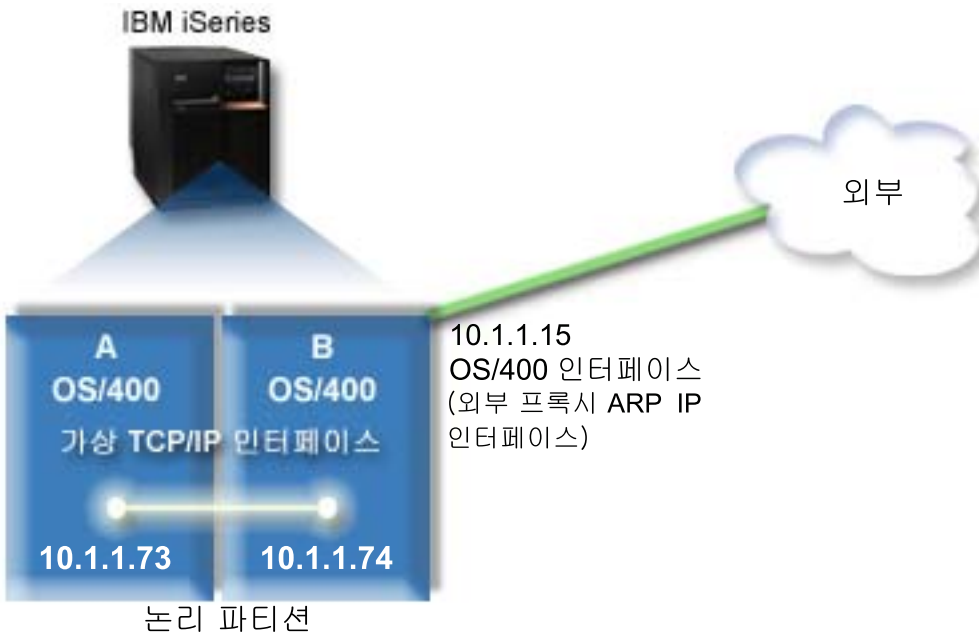 IBM iSeries
외부
10.1.1.15
OS/400 인터페이스
(외부 프록시 ARP IP
인터페이스)
A
OS/400
B
OS/400
가상 TCP/IP 인터페이스
10.1.1.73
10.1.1.74
논리 파티션